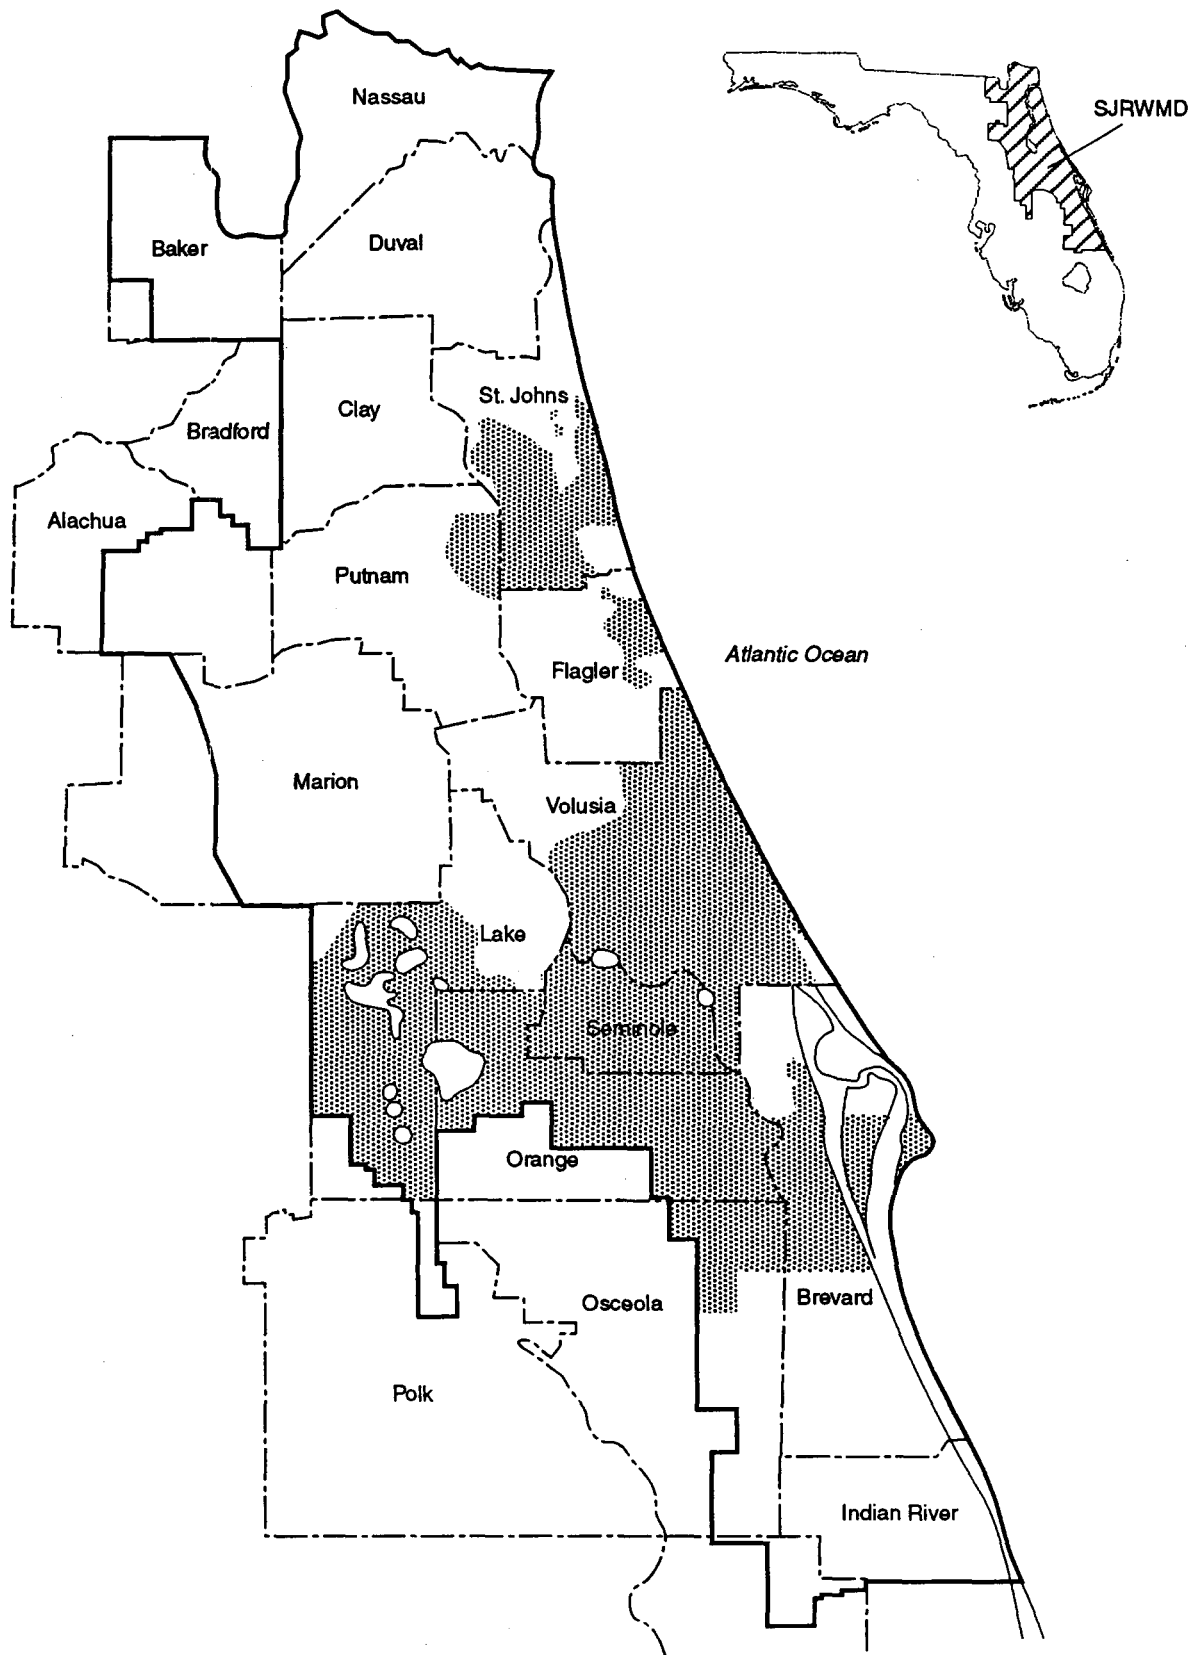 Nassau
SJRWMD
Baker
Duval
St. Johns
Clay
Bradford
Alachua
Putnam
Atlantic Ocean
Flagler
Marion
Volusia
Lake
Seminole
Orange
Brevard
Osceola
Polk
Indian River